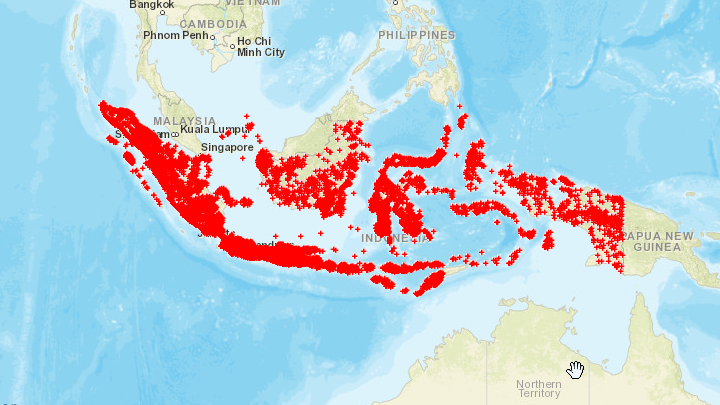 VIETNAM
Bangkok
CAMBODIA
Phnom Penh
Ho Chi
Minh City
PHILIPPINES
MALAYSIA
Kuala Lumpur
Singapore
PAPUA NEW
GUINEA
Northern
Territory